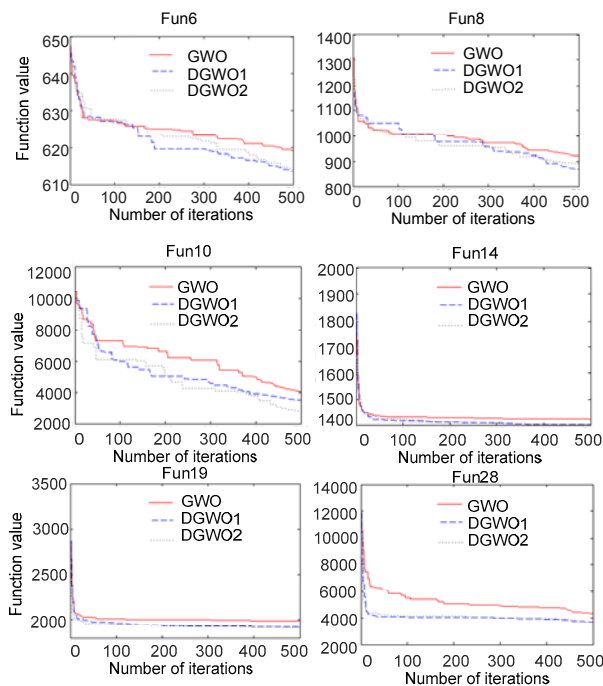 Fun6
Function value
650
640
630
620
610
GWO
DGWO1
DGWO2
0 100 200 300 400 500
Number of iterations
Fun8
1400
1300
1200
1100
1000
900
800
GWO
DGWO1
DGWO2
0 100 200 300 400 500
Number of iterations
Fun10
Function value
12000
10000
8000
6000
4000
2000
GWO
DGWO1
DGWO2
0 100 200 300 400 500
Number of iterations
Fun14
2000
1900
1800
1700
1600
1500
1400
GWO
DGWO1
DGWO2
0 100 200 300 400 500
Number of iterations
Fun19
Function value
3500
3000
2500
2000
GWO
DGWO1
DGWO2
0 100 200 300 400 500
Number of iterations
Fun28
14000
12000
10000
8000
6000
4000
2000
GWO
DGWO1
DGWO2
0 100 200 300 400 500
Number of iterations